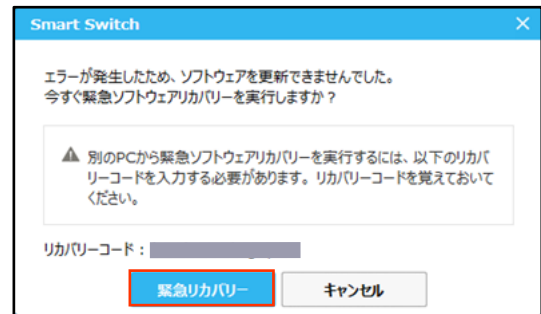 Smart Switch
エラーが発生したため、ソフトウェアを更新できませんでした。
今すぐ緊急ソフトウェアリカバリーを実行しますか？
別のPCから緊急ソフトウェアリカバリーを実行するには、以下のリカバ
リーコードを入力する必要があります。リカバリーコードを覚えておいて
ください。
リカバリーコード：
緊急リカバリー
キャンセル